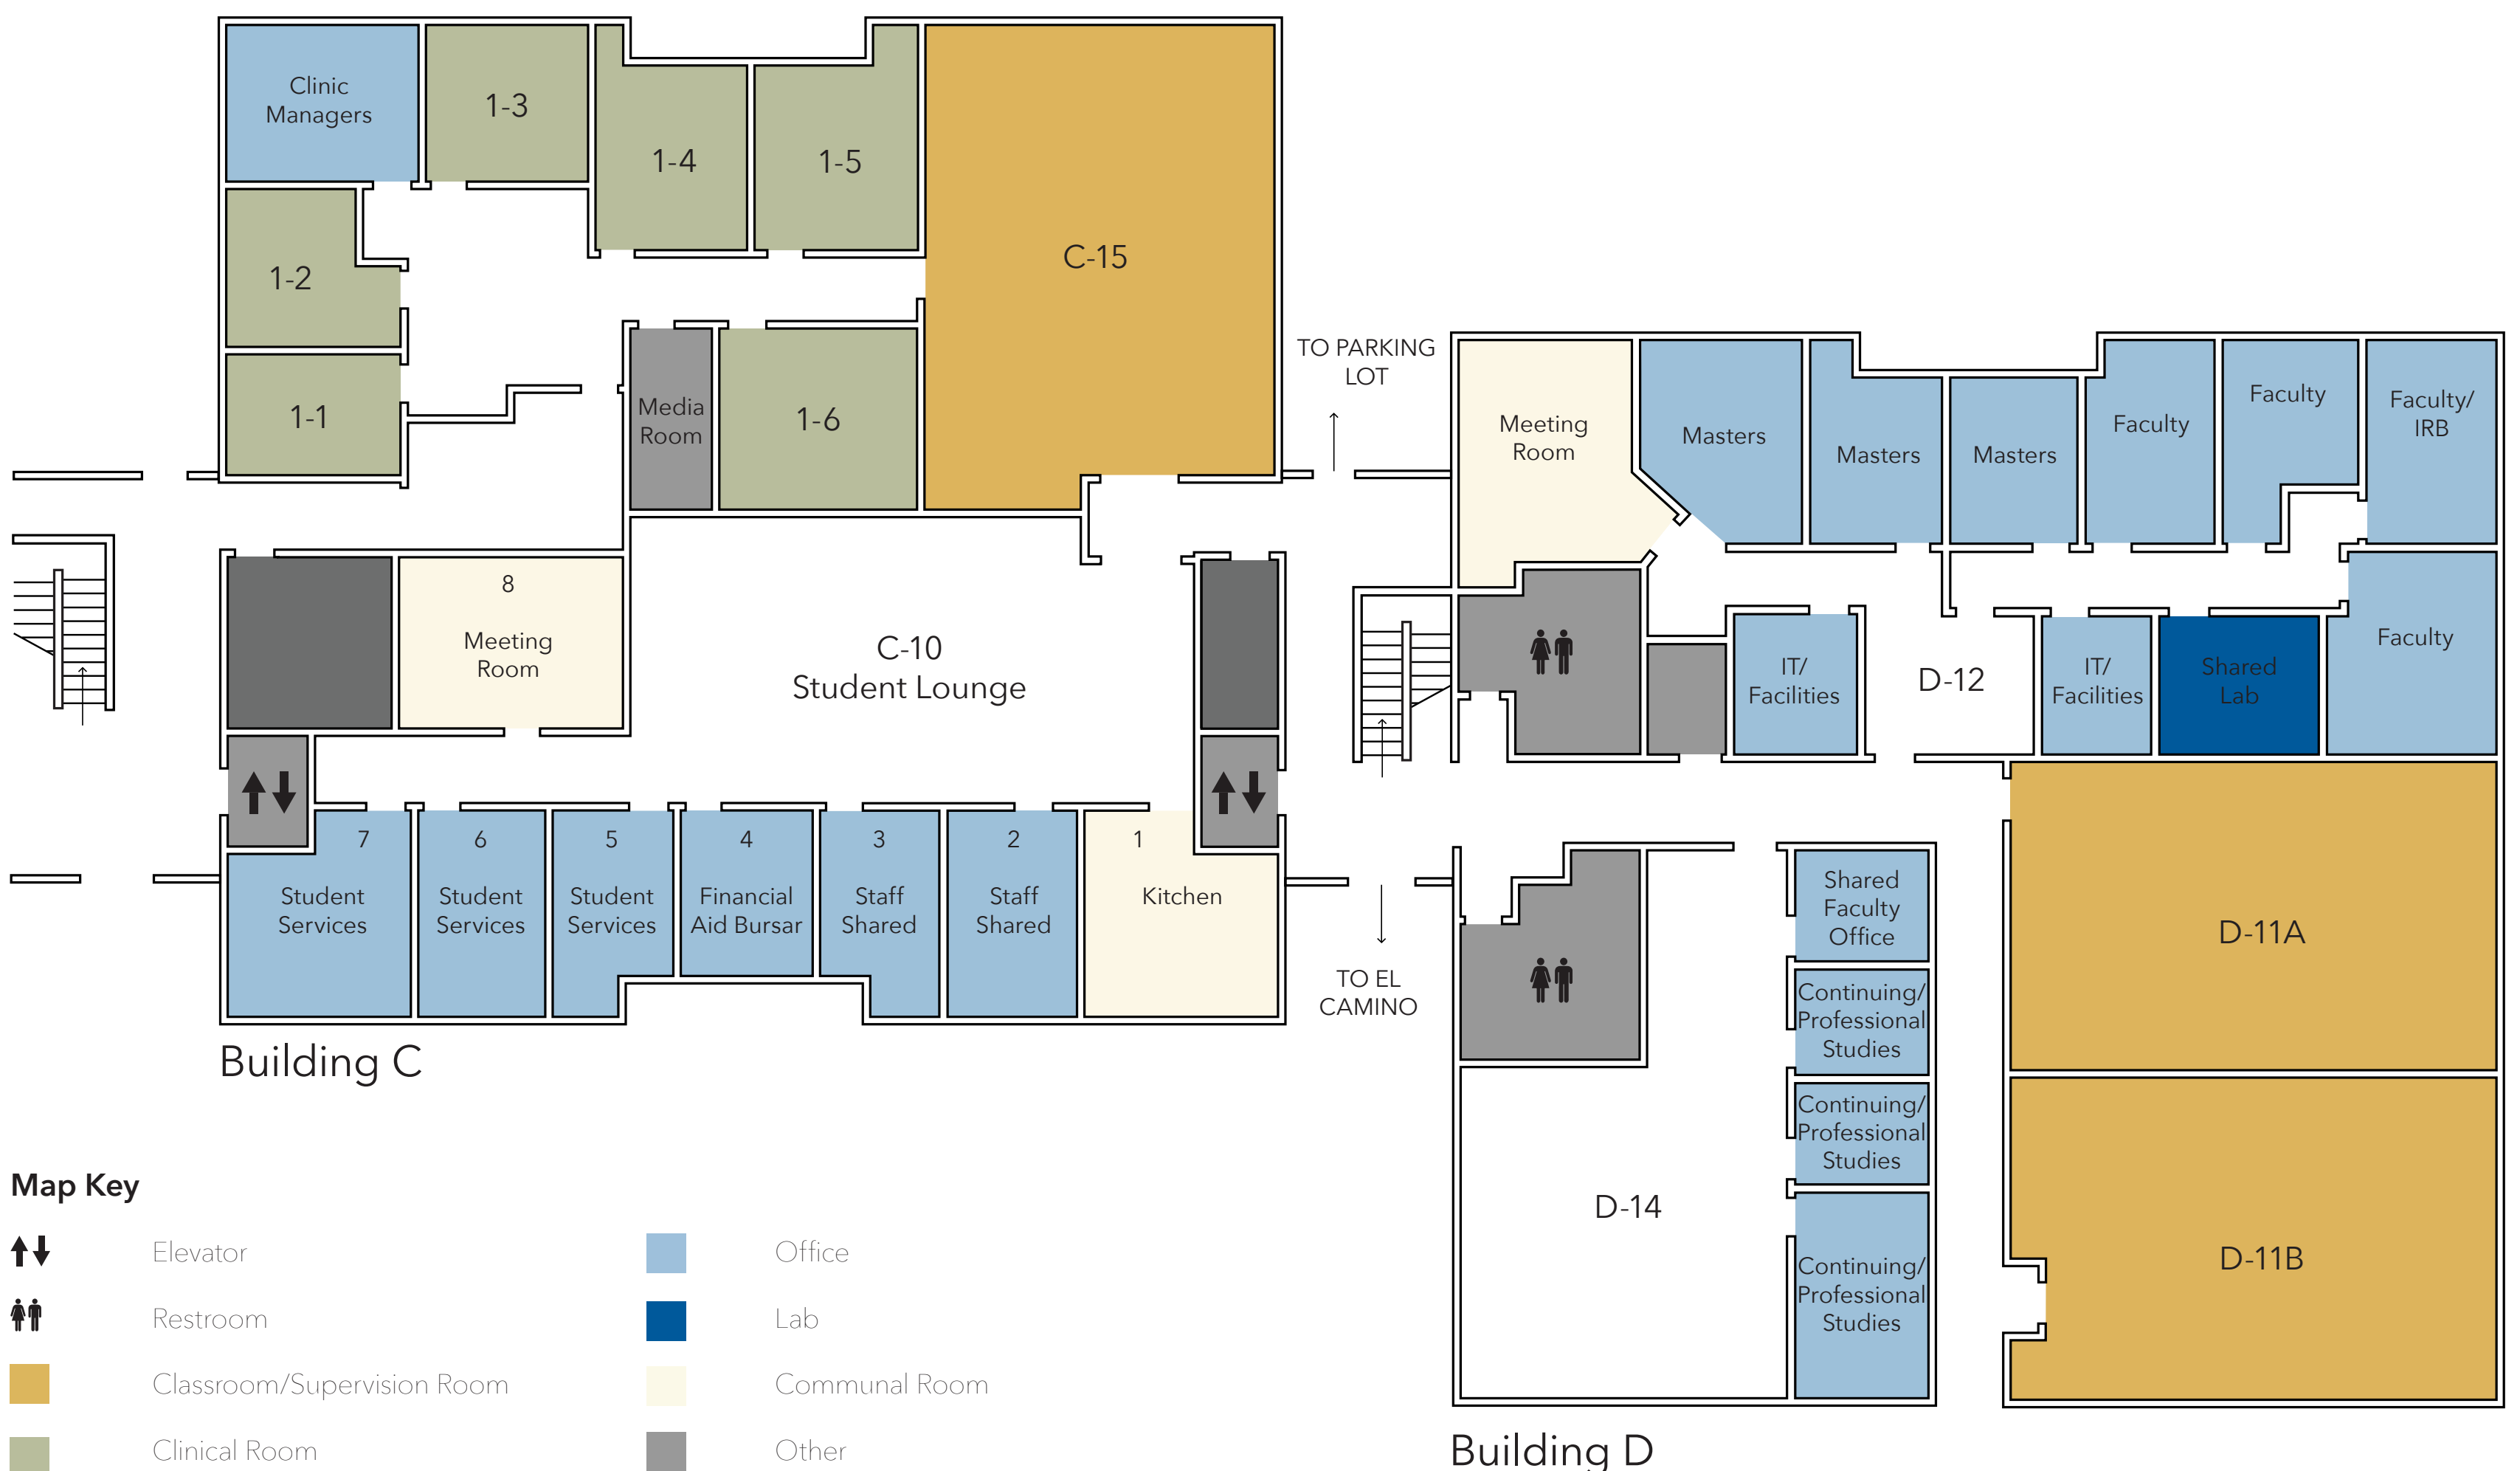 Clinic
Managers
1-3
1-4
1-5
1-2
1-1
C-15
Media
Room
1-6
8
Meeting
Room
C-10
Student Lounge
7
Student
Services
6
Student
Services
5
Student
Services
4
Financial
Aid Bursar
3
Staff
Shared
2
Staff
Shared
1
Kitchen
Building C
TO PARKING
LOT
TO EL
CAMINO
Meeting
Room
Masters
Masters
Masters
Faculty
Faculty
Faculty/
IRB
Faculty
IT/
Facilities
D-12
IT/
Facilities
Shared
Lab
D-11A
D-11B
Shared
Faculty
Office
Continuing/
Professional
Studies
Continuing/
Professional
Studies
Continuing/
Professional
Studies
D-14
Building D
Map Key
Elevator
Restroom
Classroom/Supervision Room
Clinical Room
Office
Lab
Communal Room
Other